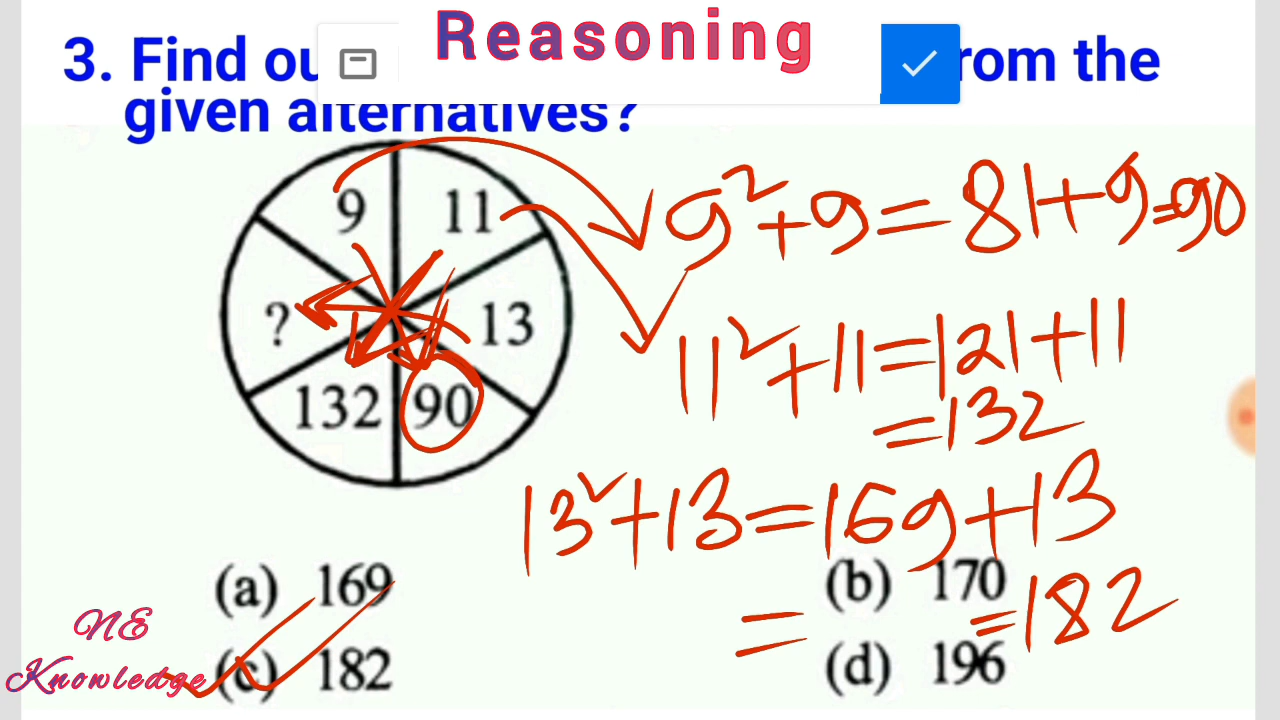 Reasoning
3. Find ou rom the
given alternatives?
9 11
? 13
132 90
9²+9=81+9=90
11²+11=121+11
=132
13²+13=169+13
= =182
(a) 169 (b) 170
(c) 182 (d) 196
NE
Knowledge